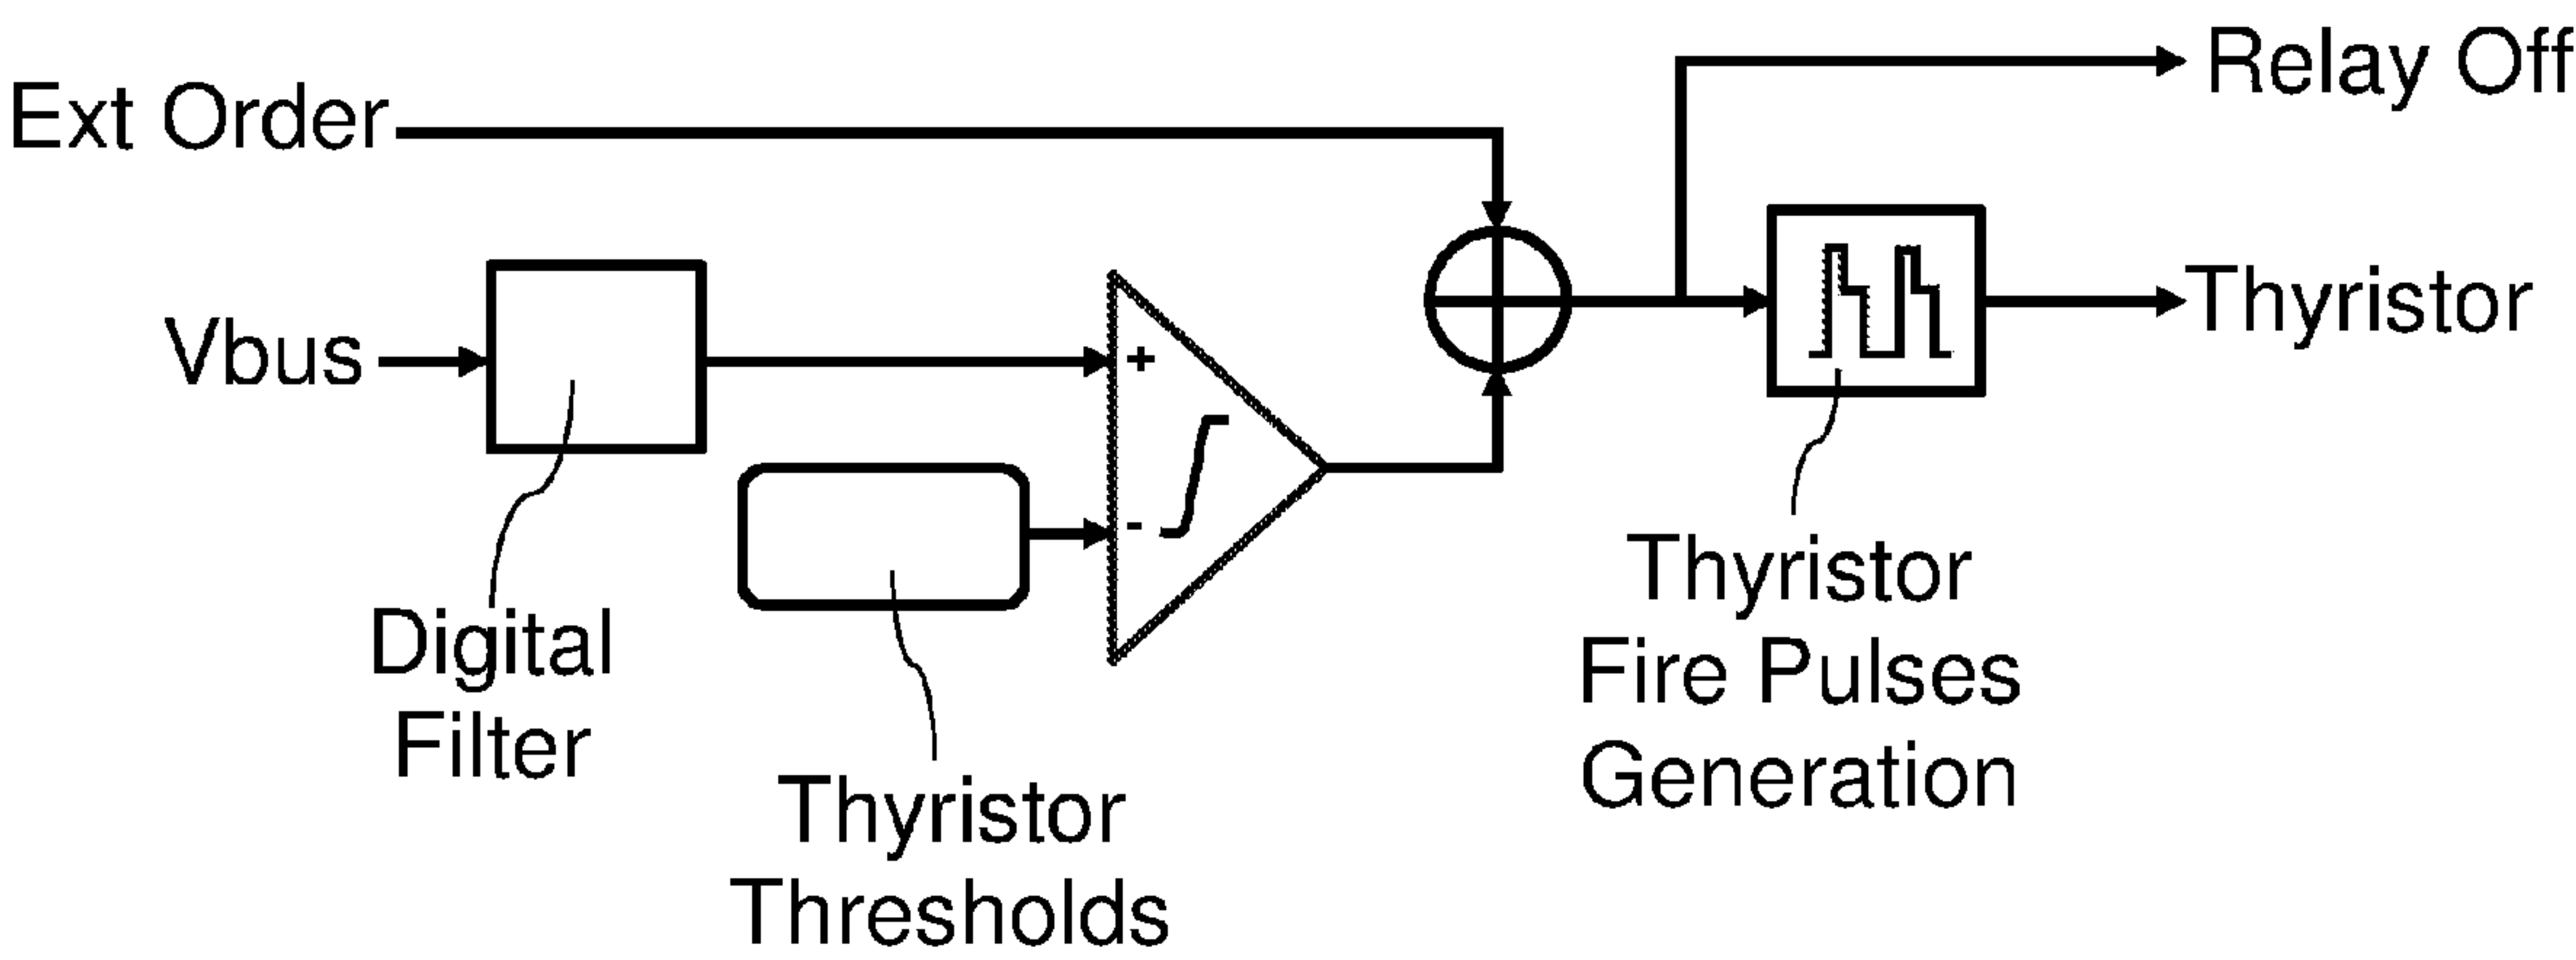 Relay Off
Ext Order
Thyristor
Vbus
+
-
Digital
Filter
Thyristor
Fire Pulses
Generation
Thyristor
Thresholds